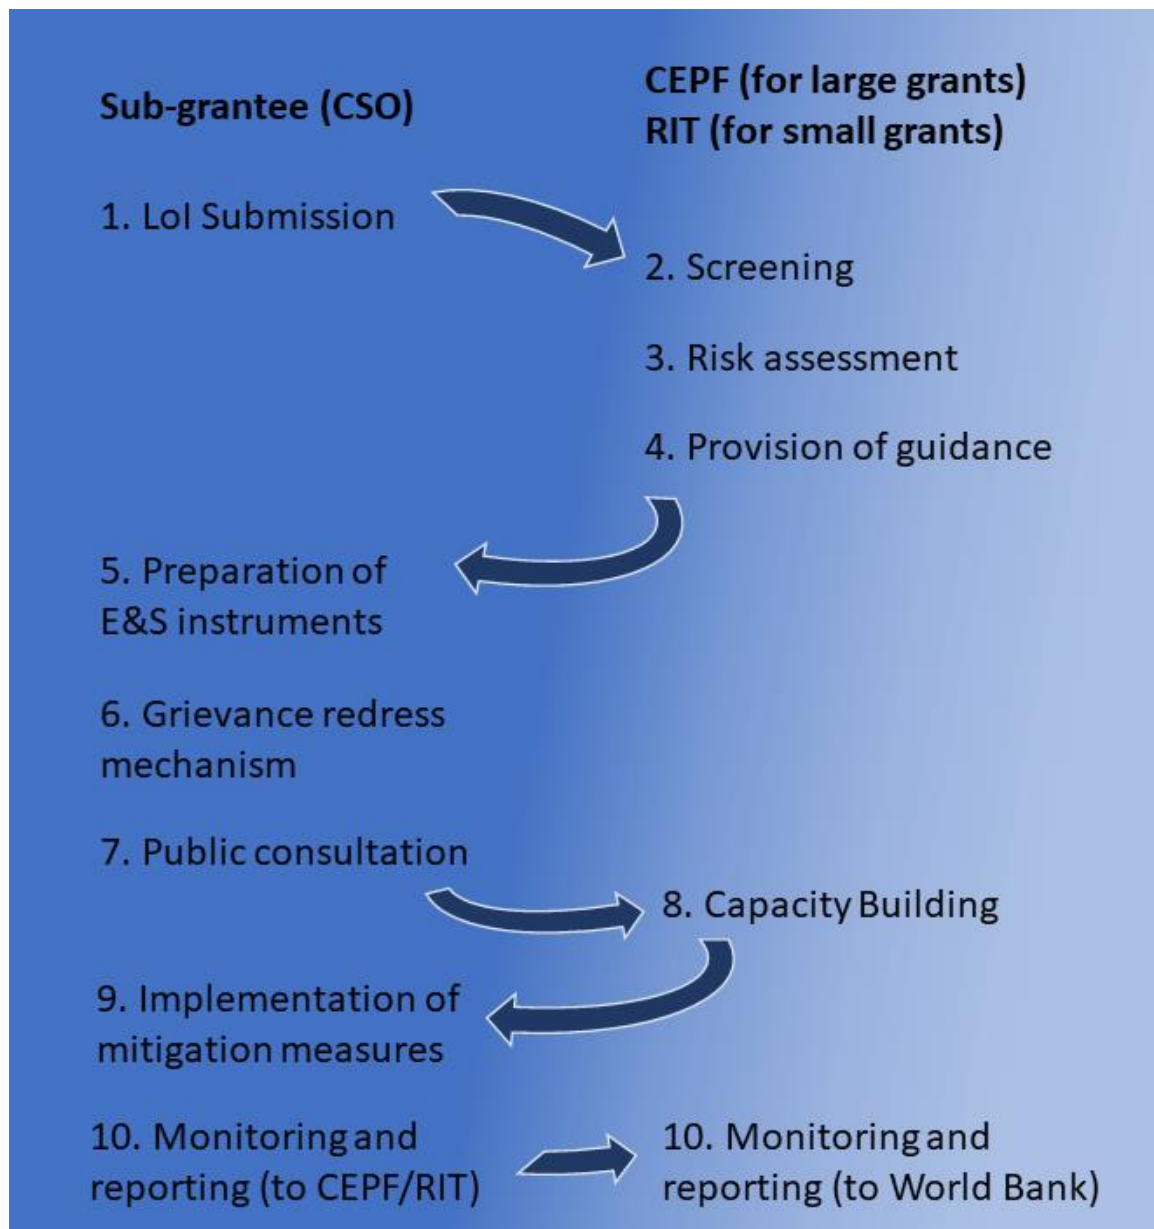 Sub-grantee (CSO)
CEPF (for large grants)
RIT (for small grants)
1. LoI Submission
2. Screening
3. Risk assessment
4. Provision of guidance
5. Preparation of
E&S instruments
6. Grievance redress
mechanism
7. Public consultation
8. Capacity Building
9. Implementation of
mitigation measures
10. Monitoring and
reporting (to CEPF/RIT)
10. Monitoring and
reporting (to World Bank)